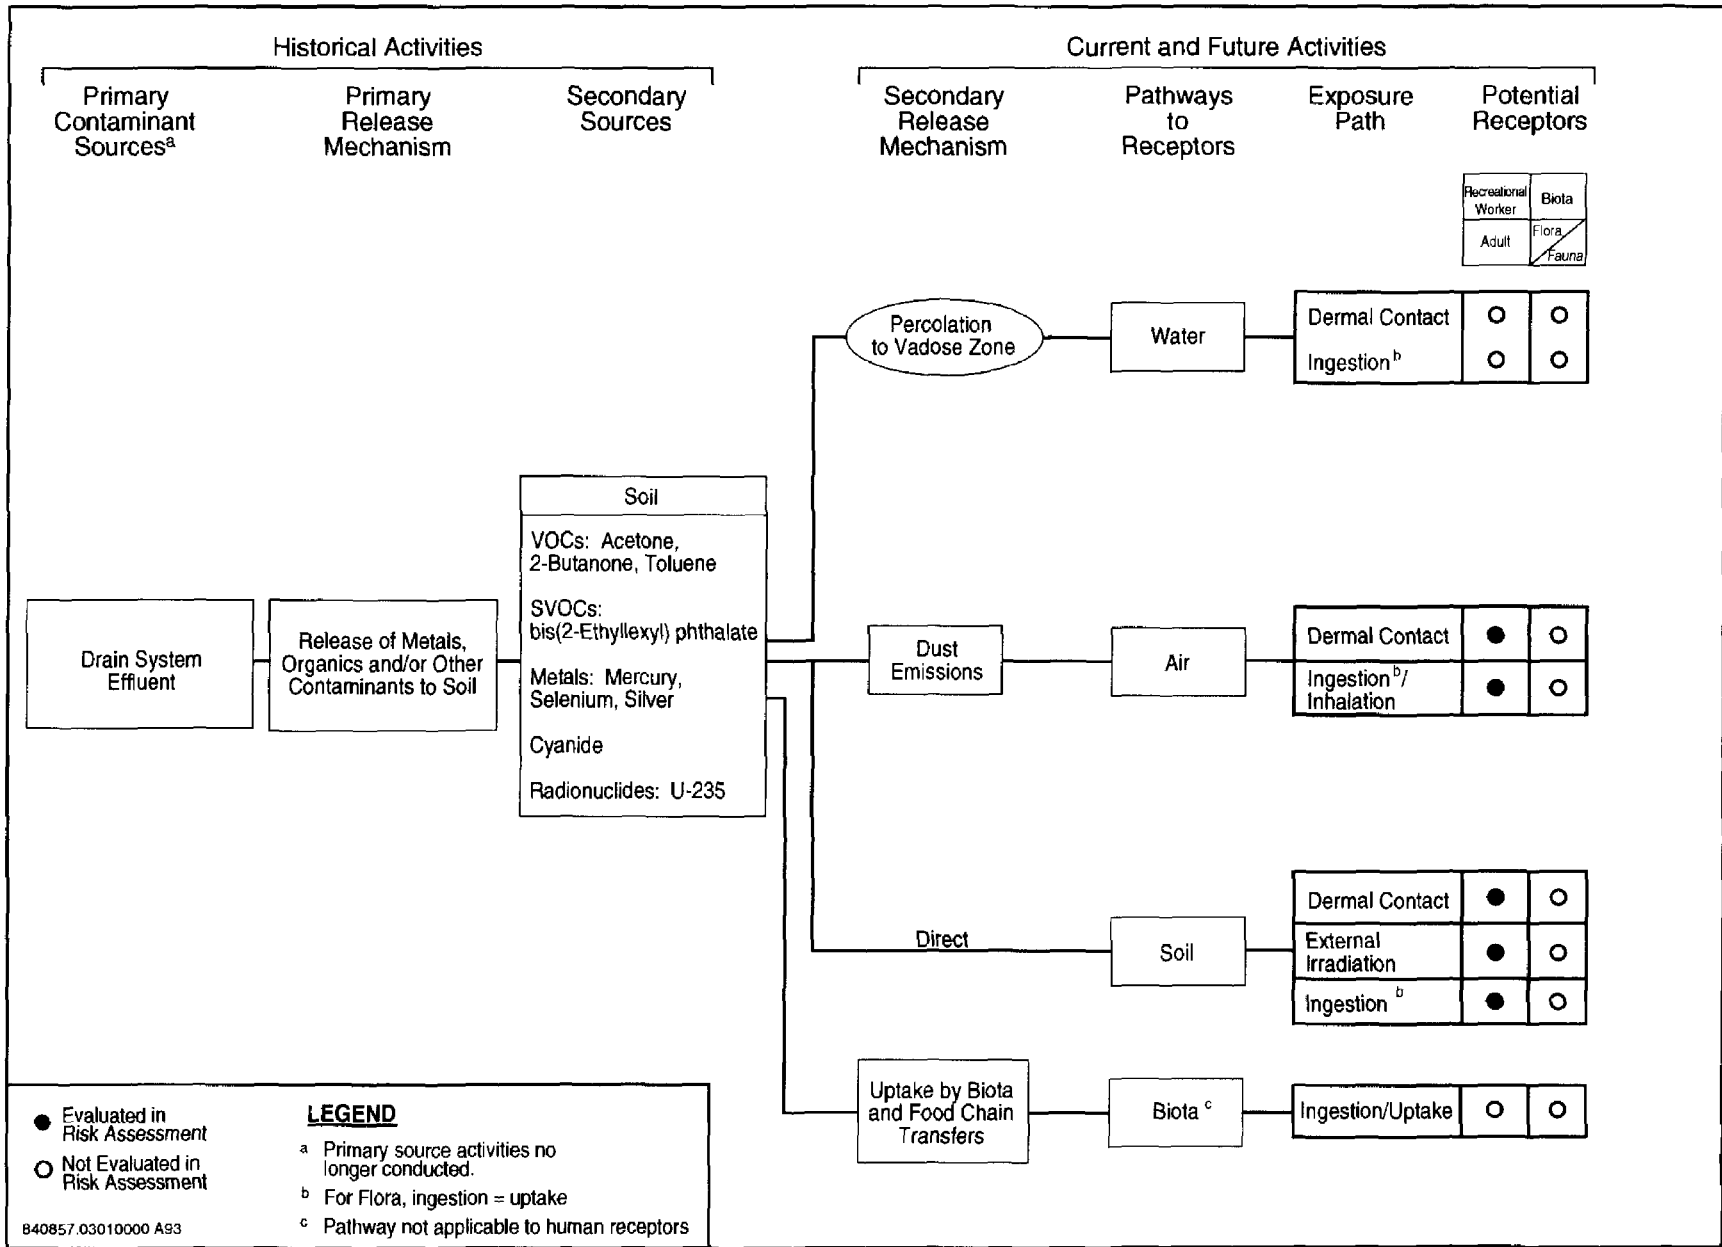 Historical Activities
Current and Future Activities
Primary
Contaminant
Sourcesᵃ
Primary
Release
Mechanism
Secondary
Sources
Secondary
Release
Mechanism
Pathways
to
Receptors
Exposure
Path
Potential
Receptors
Recreational
Worker
Biota
Adult
Flora
Fauna
Percolation
to Vadose Zone
Water
Dermal Contact
Ingestion ᵇ
Soil
VOCs: Acetone,
2-Butanone, Toluene
SVOCs:
bis(2-Ethyllexyl) phthalate
Metals: Mercury,
Selenium, Silver
Cyanide
Radionuclides: U-235
Drain System
Effluent
Release of Metals,
Organics and/or Other
Contaminants to Soil
Dust
Emissions
Air
Dermal Contact
Ingestionᵇ/
Inhalation
Direct
Soil
Dermal Contact
External
Irradiation
Ingestion ᵇ
Uptake by Biota
and Food Chain
Transfers
Biota ᶜ
Ingestion/Uptake
● Evaluated in
Risk Assessment
○ Not Evaluated in
Risk Assessment
840857.03010000 A93
LEGEND
ᵃ Primary source activities no
longer conducted.
ᵇ For Flora, ingestion = uptake
ᶜ Pathway not applicable to human receptors